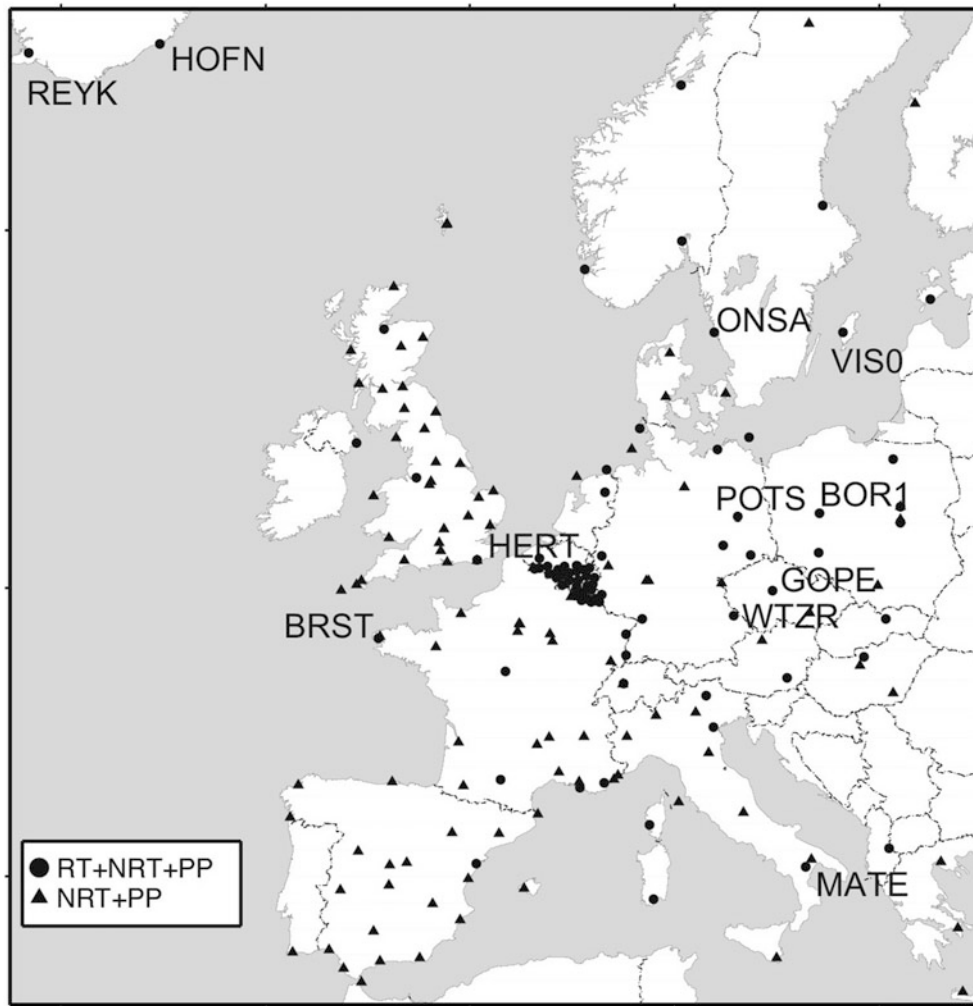 HOFN
REYK
ONSA
VIS0
POTS
BOR1
HERT
GOPE
WTZR
BRST
RT+NRT+PP
NRT+PP
MATE